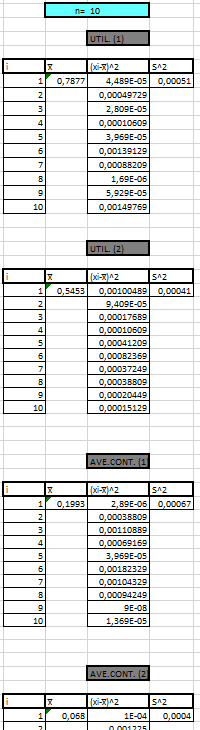 n= 10
UTIL. (1)
i x̅ (xi-x̅)^2 S^2
1 0,7877 4,489E-05 0,00051
2 0,00049729
3 2,809E-05
4 0,00010609
5 3,969E-05
6 0,00139129
7 0,00088209
8 1,69E-06
9 5,929E-05
10 0,00149769
UTIL. (2)
i x̅ (xi-x̅)^2 S^2
1 0,5453 0,00100489 0,00041
2 9,409E-05
3 0,00017689
4 0,00010609
5 0,00041209
6 0,00082369
7 0,00037249
8 0,00038809
9 0,00020449
10 0,00015129
AVE.CONT. (1
i x̅ (xi-x̅)^2 S^2
1 0,1993 2,89E-06 0,00067
2 0,00038809
3 0,00110889
4 0,00069169
5 3,969E-05
6 0,00182329
7 0,00104329
8 0,00094249
9 9E-08
10 1,369E-05
AVE.CONT. (2
i x̅ (xi-x̅)^2 S^2
1 0,068 1E-04 0,0004
2 0,001225